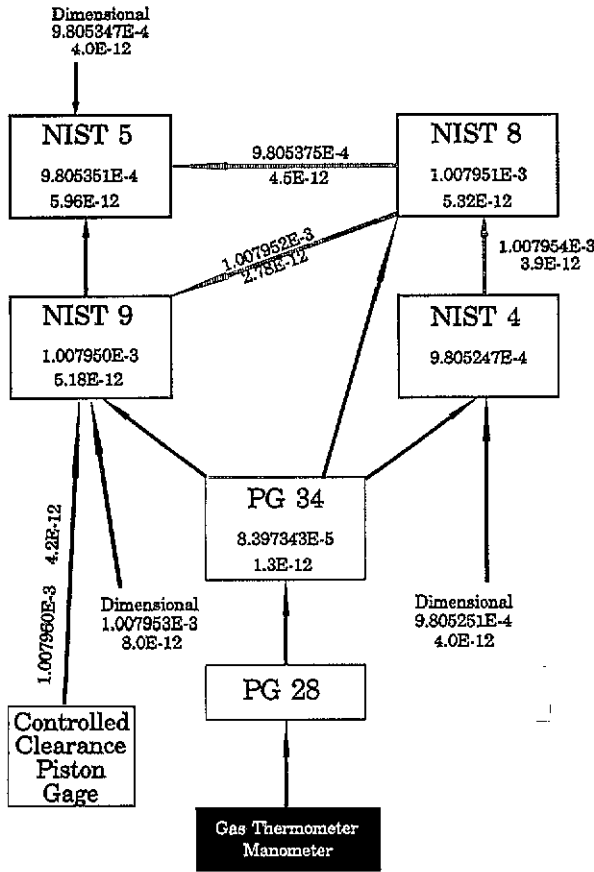 Dimensional
9.805347E-4
4.0E-12
NIST 5
9.805351E-4
5.96E-12
9.805375E-4
4.5E-12
NIST 8
1.007951E-3
5.32E-12
1.007952E-3
2.78E-12
1.007954E-3
3.9E-12
NIST 9
1.007950E-3
5.18E-12
NIST 4
9.805247E-4
PG 34
8.397343E-5
1.3E-12
1.007960E-3 4.2E-12
Dimensional
1.007953E-3
8.0E-12
Dimensional
9.805251E-4
4.0E-12
PG 28
Controlled
Clearance
Piston
Gage
Gas Thermometer
Manometer